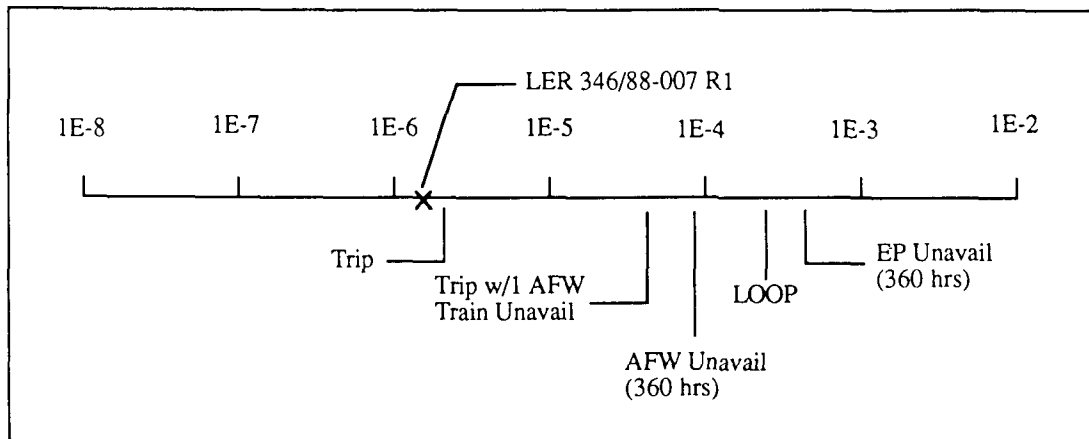 LER 346/88-007 R1
1E-8 1E-7 1E-6 1E-5 1E-4 1E-3 1E-2
Trip
Trip w/1 AFW
Train Unavail
AFW Unavail
(360 hrs)
LOOP
EP Unavail
(360 hrs)